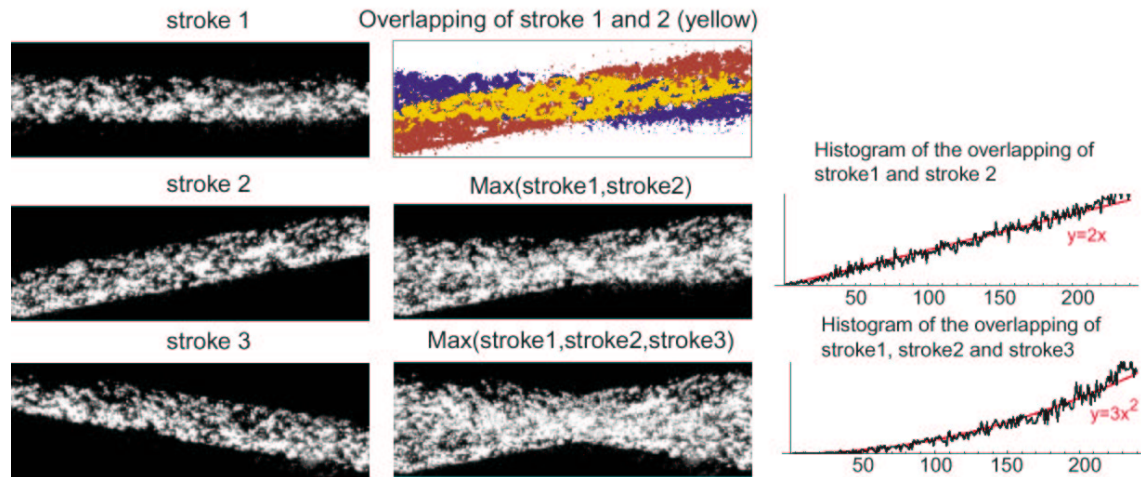 stroke 1
Overlapping of stroke 1 and 2 (yellow)
stroke 2
Max(stroke1,stroke2)
Histogram of the overlapping of
stroke1 and stroke 2
y=2x
50 100 150 200
stroke 3
Max(stroke1,stroke2,stroke3)
Histogram of the overlapping of
stroke1, stroke2 and stroke3
y=3x²
50 100 150 200